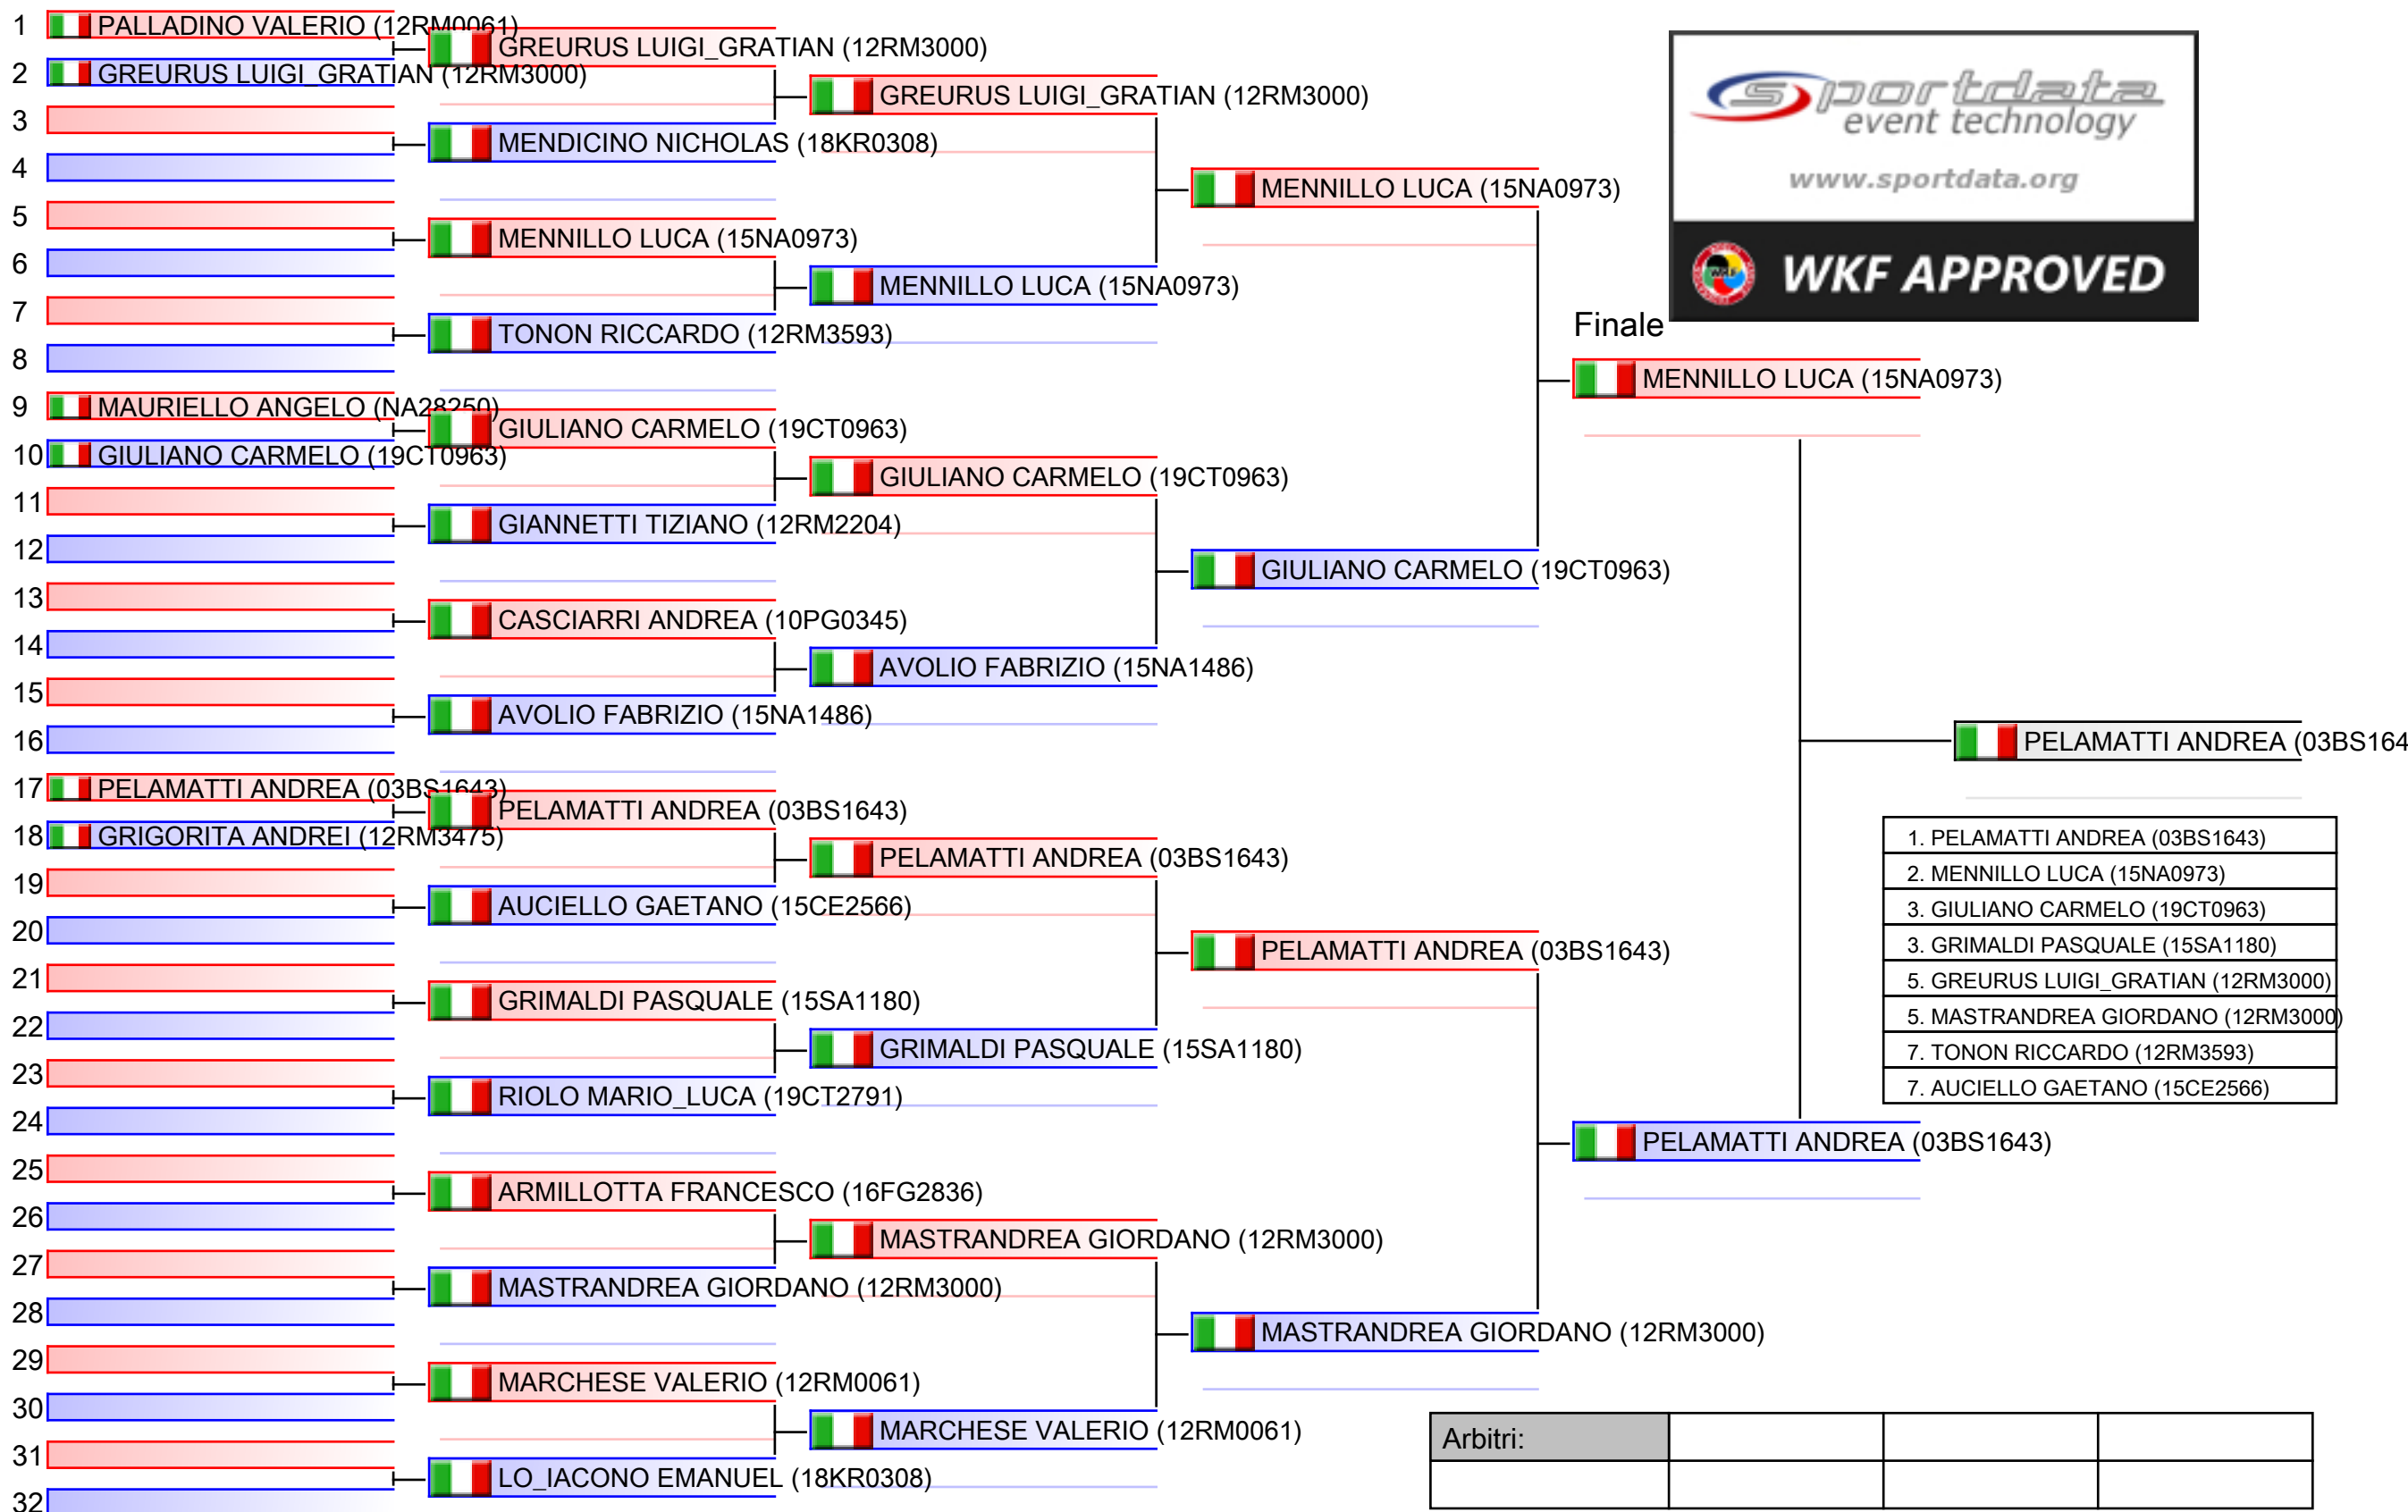 1 PALLADINO VALERIO (12RM0061)
GREURUS LUIGI_GRATIAN (12RM3000)
2 GREURUS LUIGI_GRATIAN (12RM3000)
GREURUS LUIGI_GRATIAN (12RM3000)
3
MENDICINO NICHOLAS (18KR0308)
4
MENNILLO LUCA (15NA0973)
5
MENNILLO LUCA (15NA0973)
6
MENNILLO LUCA (15NA0973)
7
TONON RICCARDO (12RM3593)
8
Finale
MENNILLO LUCA (15NA0973)
9 MAURIELLO ANGELO (NA28250)
GIULIANO CARMELO (19CT0963)
10 GIULIANO CARMELO (19CT0963)
GIULIANO CARMELO (19CT0963)
11
GIANNETTI TIZIANO (12RM2204)
12
GIULIANO CARMELO (19CT0963)
13
CASCIARRI ANDREA (10PG0345)
14
AVOLIO FABRIZIO (15NA1486)
15
AVOLIO FABRIZIO (15NA1486)
16
PELAMATTI ANDREA (03BS164
17 PELAMATTI ANDREA (03BS1643)
PELAMATTI ANDREA (03BS1643)
18 GRIGORITA ANDREI (12RM3475)
PELAMATTI ANDREA (03BS1643)
19
AUCIELLO GAETANO (15CE2566)
20
PELAMATTI ANDREA (03BS1643)
21
GRIMALDI PASQUALE (15SA1180)
22
GRIMALDI PASQUALE (15SA1180)
23
RIOLO MARIO_LUCA (19CT2791)
24
PELAMATTI ANDREA (03BS1643)
25
ARMILLOTTA FRANCESCO (16FG2836)
26
MASTRANDREA GIORDANO (12RM3000)
27
MASTRANDREA GIORDANO (12RM3000)
28
MASTRANDREA GIORDANO (12RM3000)
29
MARCHESE VALERIO (12RM0061)
30
MARCHESE VALERIO (12RM0061)
31
LO_IACONO EMANUEL (18KR0308)
32
sportdata
event technology
www.sportdata.org
WKF
WKF APPROVED
1. PELAMATTI ANDREA (03BS1643)
2. MENNILLO LUCA (15NA0973)
3. GIULIANO CARMELO (19CT0963)
3. GRIMALDI PASQUALE (15SA1180)
5. GREURUS LUIGI_GRATIAN (12RM3000)
5. MASTRANDREA GIORDANO (12RM3000)
7. TONON RICCARDO (12RM3593)
7. AUCIELLO GAETANO (15CE2566)
Arbitri: